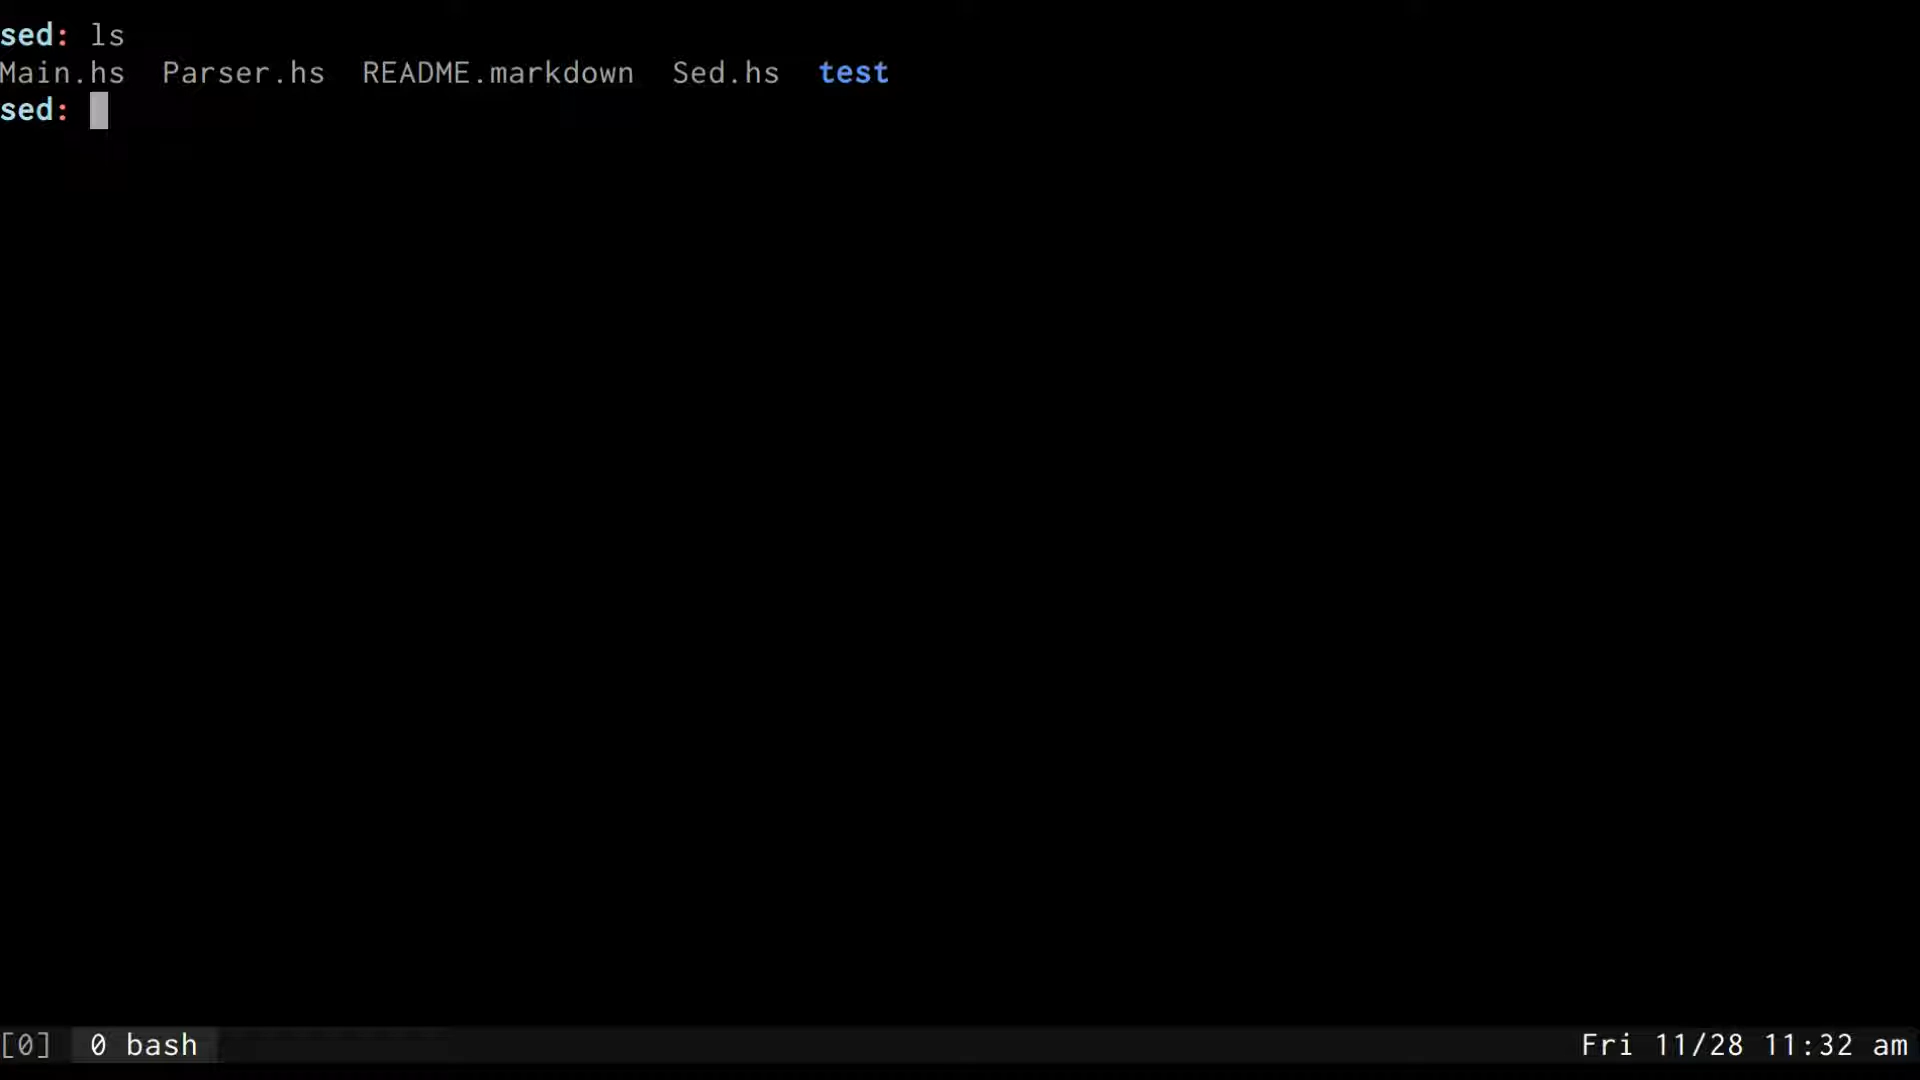 sed: ls
Main.hs  Parser.hs  README.markdown  Sed.hs  test
sed:
[0]  0 bash  Fri 11/28 11:32 am